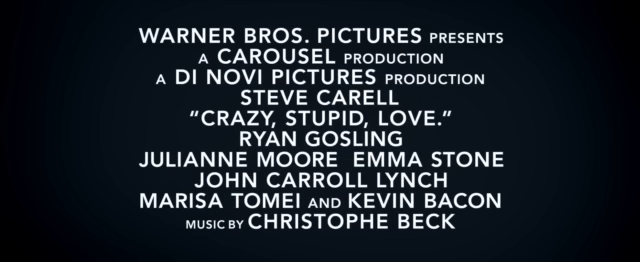 WARNER BROS. PICTURES PRESENTS
A CAROUSEL PRODUCTION
A DI NOVI PICTURES PRODUCTION
STEVE CARELL
“CRAZY, STUPID, LOVE.”
RYAN GOSLING
JULIANNE MOORE EMMA STONE
JOHN CARROLL LYNCH
MARISA TOMEI AND KEVIN BACON
MUSIC BY CHRISTOPHE BECK